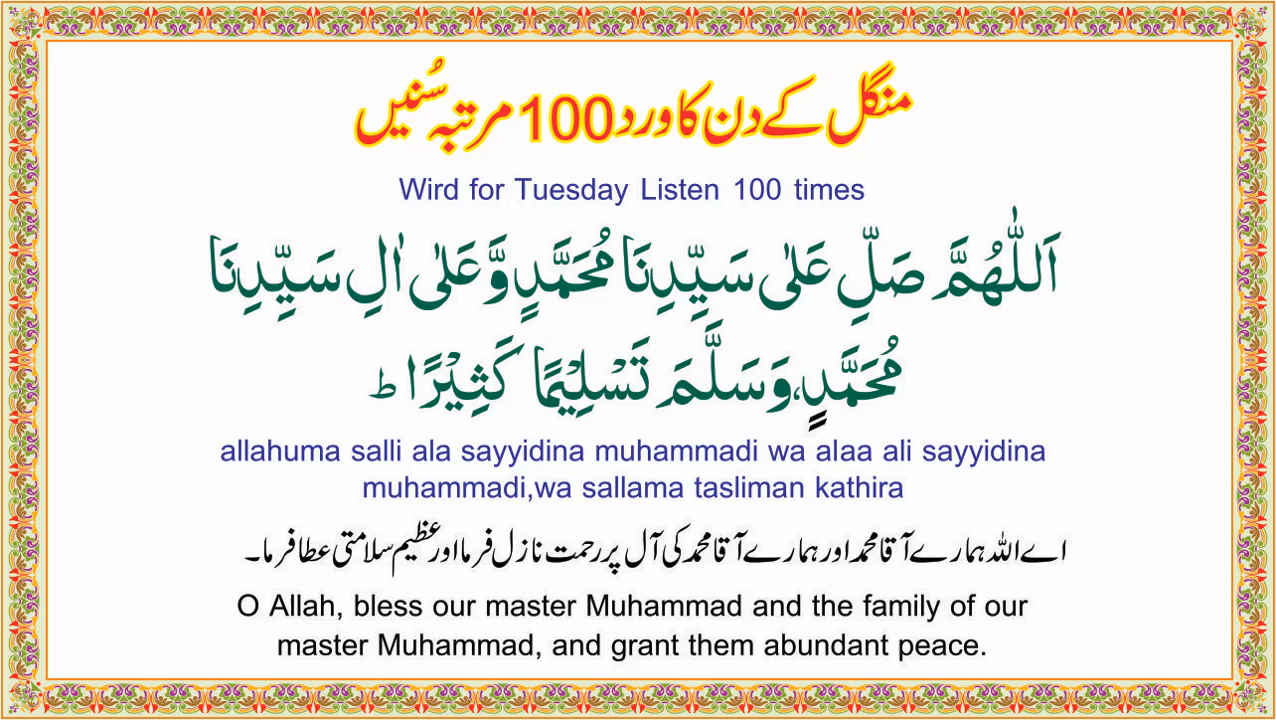 منگل کے دن کا ورد 100 مرتبہ سُنیں
Wird for Tuesday Listen 100 times
اَللّٰهُمَّ صَلِّ عَلٰى سَيِّدِنَا مُحَمَّدٍ وَّعَلٰى اٰلِ سَيِّدِنَا
مُحَمَّدٍ،وَسَلَّمَ تَسْلِيْمًا كَثِيْرًا ط
allahuma salli ala sayyidina muhammadi wa alaa ali sayyidina
muhammadi,wa sallama tasliman kathira
اے اللہ ہمارے آقا محمد اور ہمارے آقا محمد کی آل پر رحمت نازل فرما اور عظیم سلامتی عطا فرما۔
O Allah, bless our master Muhammad and the family of our
master Muhammad, and grant them abundant peace.